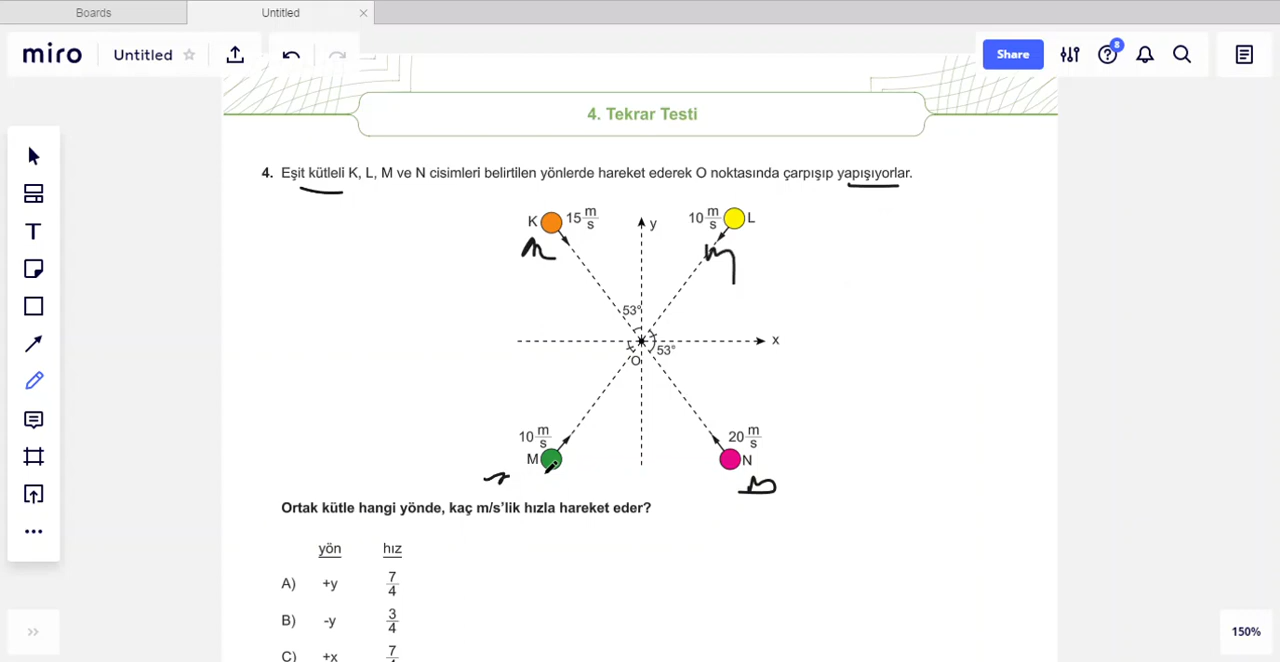 Boards
Untitled
miro
Untitled
Share
8
4. Tekrar Testi
4. Eşit kütleli K, L, M ve N cisimleri belirtilen yönlerde hareket ederek O noktasında çarpışıp yapışıyorlar.
K 15 m/s y 10 m/s L
m m
53°
x
53°
O
10 m/s 20 m/s
M N
m
Ortak kütle hangi yönde, kaç m/s'lik hızla hareket eder?
yön hız
A) +y 7/4
B) -y 3/4
C) +x 7
150%